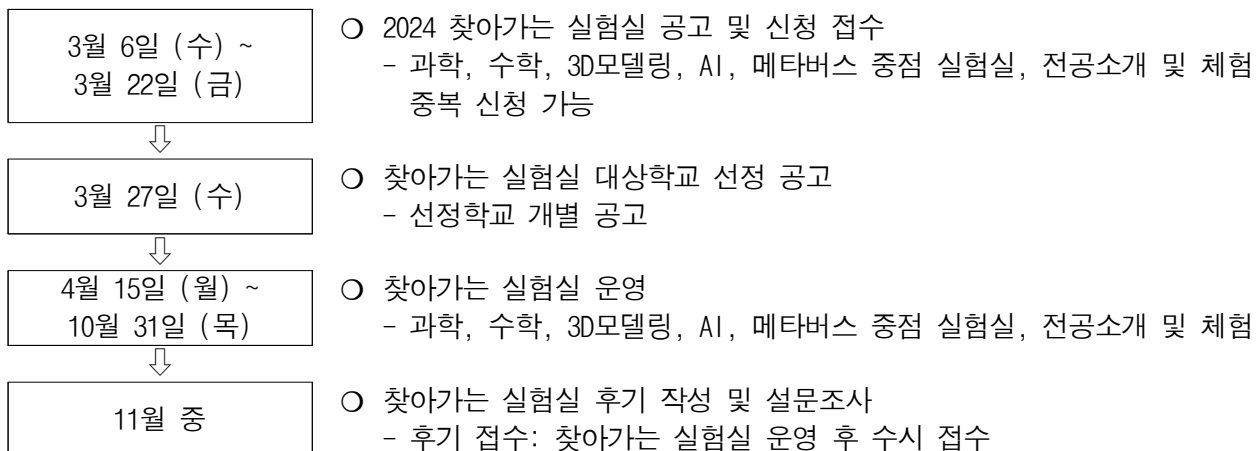 3월 6일 (수) ~
3월 22일 (금)
❍ 2024 찾아가는 실험실 공고 및 신청 접수
- 과학, 수학, 3D모델링, AI, 메타버스 중점 실험실, 전공소개 및 체험
중복 신청 가능
3월 27일 (수)
❍ 찾아가는 실험실 대상학교 선정 공고
- 선정학교 개별 공고
4월 15일 (월) ~
10월 31일 (목)
❍ 찾아가는 실험실 운영
- 과학, 수학, 3D모델링, AI, 메타버스 중점 실험실, 전공소개 및 체험
11월 중
❍ 찾아가는 실험실 후기 작성 및 설문조사
- 후기 접수: 찾아가는 실험실 운영 후 수시 접수